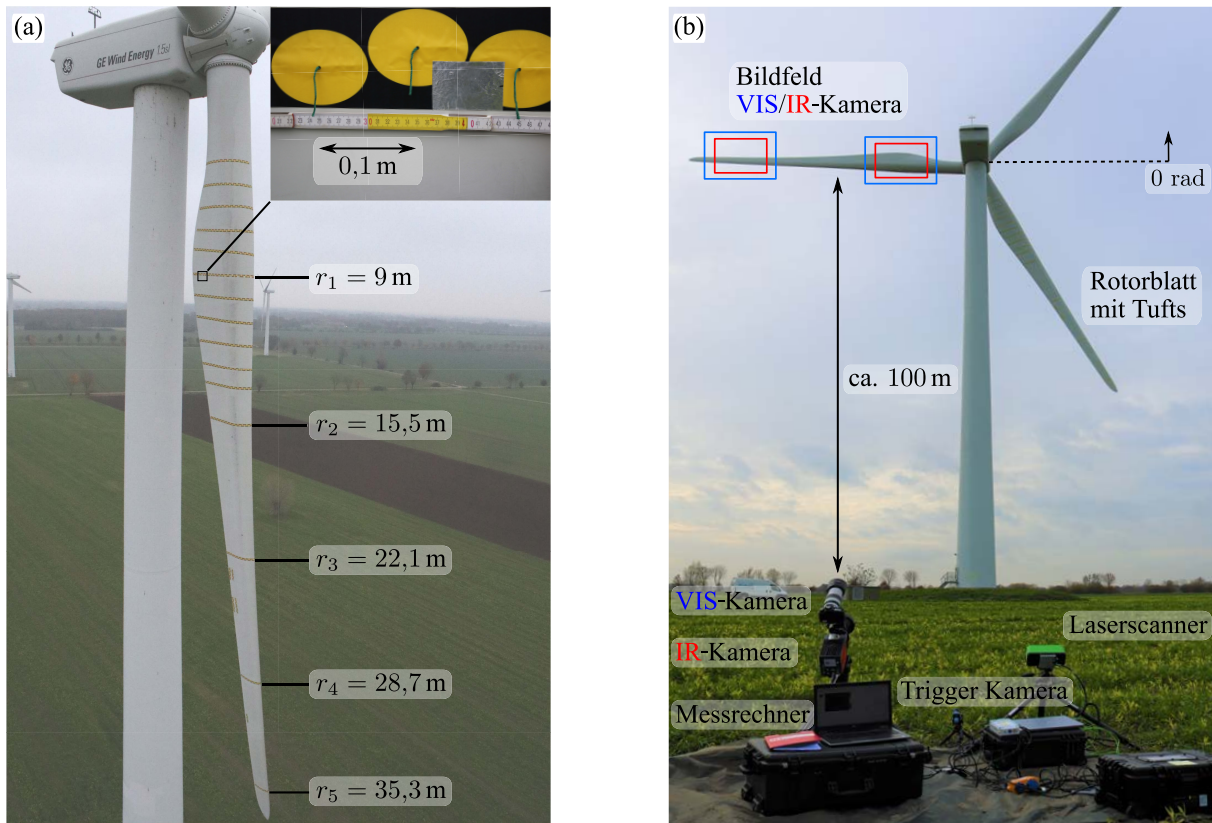 (a)
GE Wind Energy 1.5sl
0,1 m
r₁ = 9 m
r₂ = 15,5 m
r₃ = 22,1 m
r₄ = 28,7 m
r₅ = 35,3 m
(b)
Bildfeld
VIS/IR-Kamera
0 rad
Rotorblatt
mit Tufts
ca. 100 m
VIS-Kamera
IR-Kamera
Messrechner
Trigger Kamera
Laserscanner